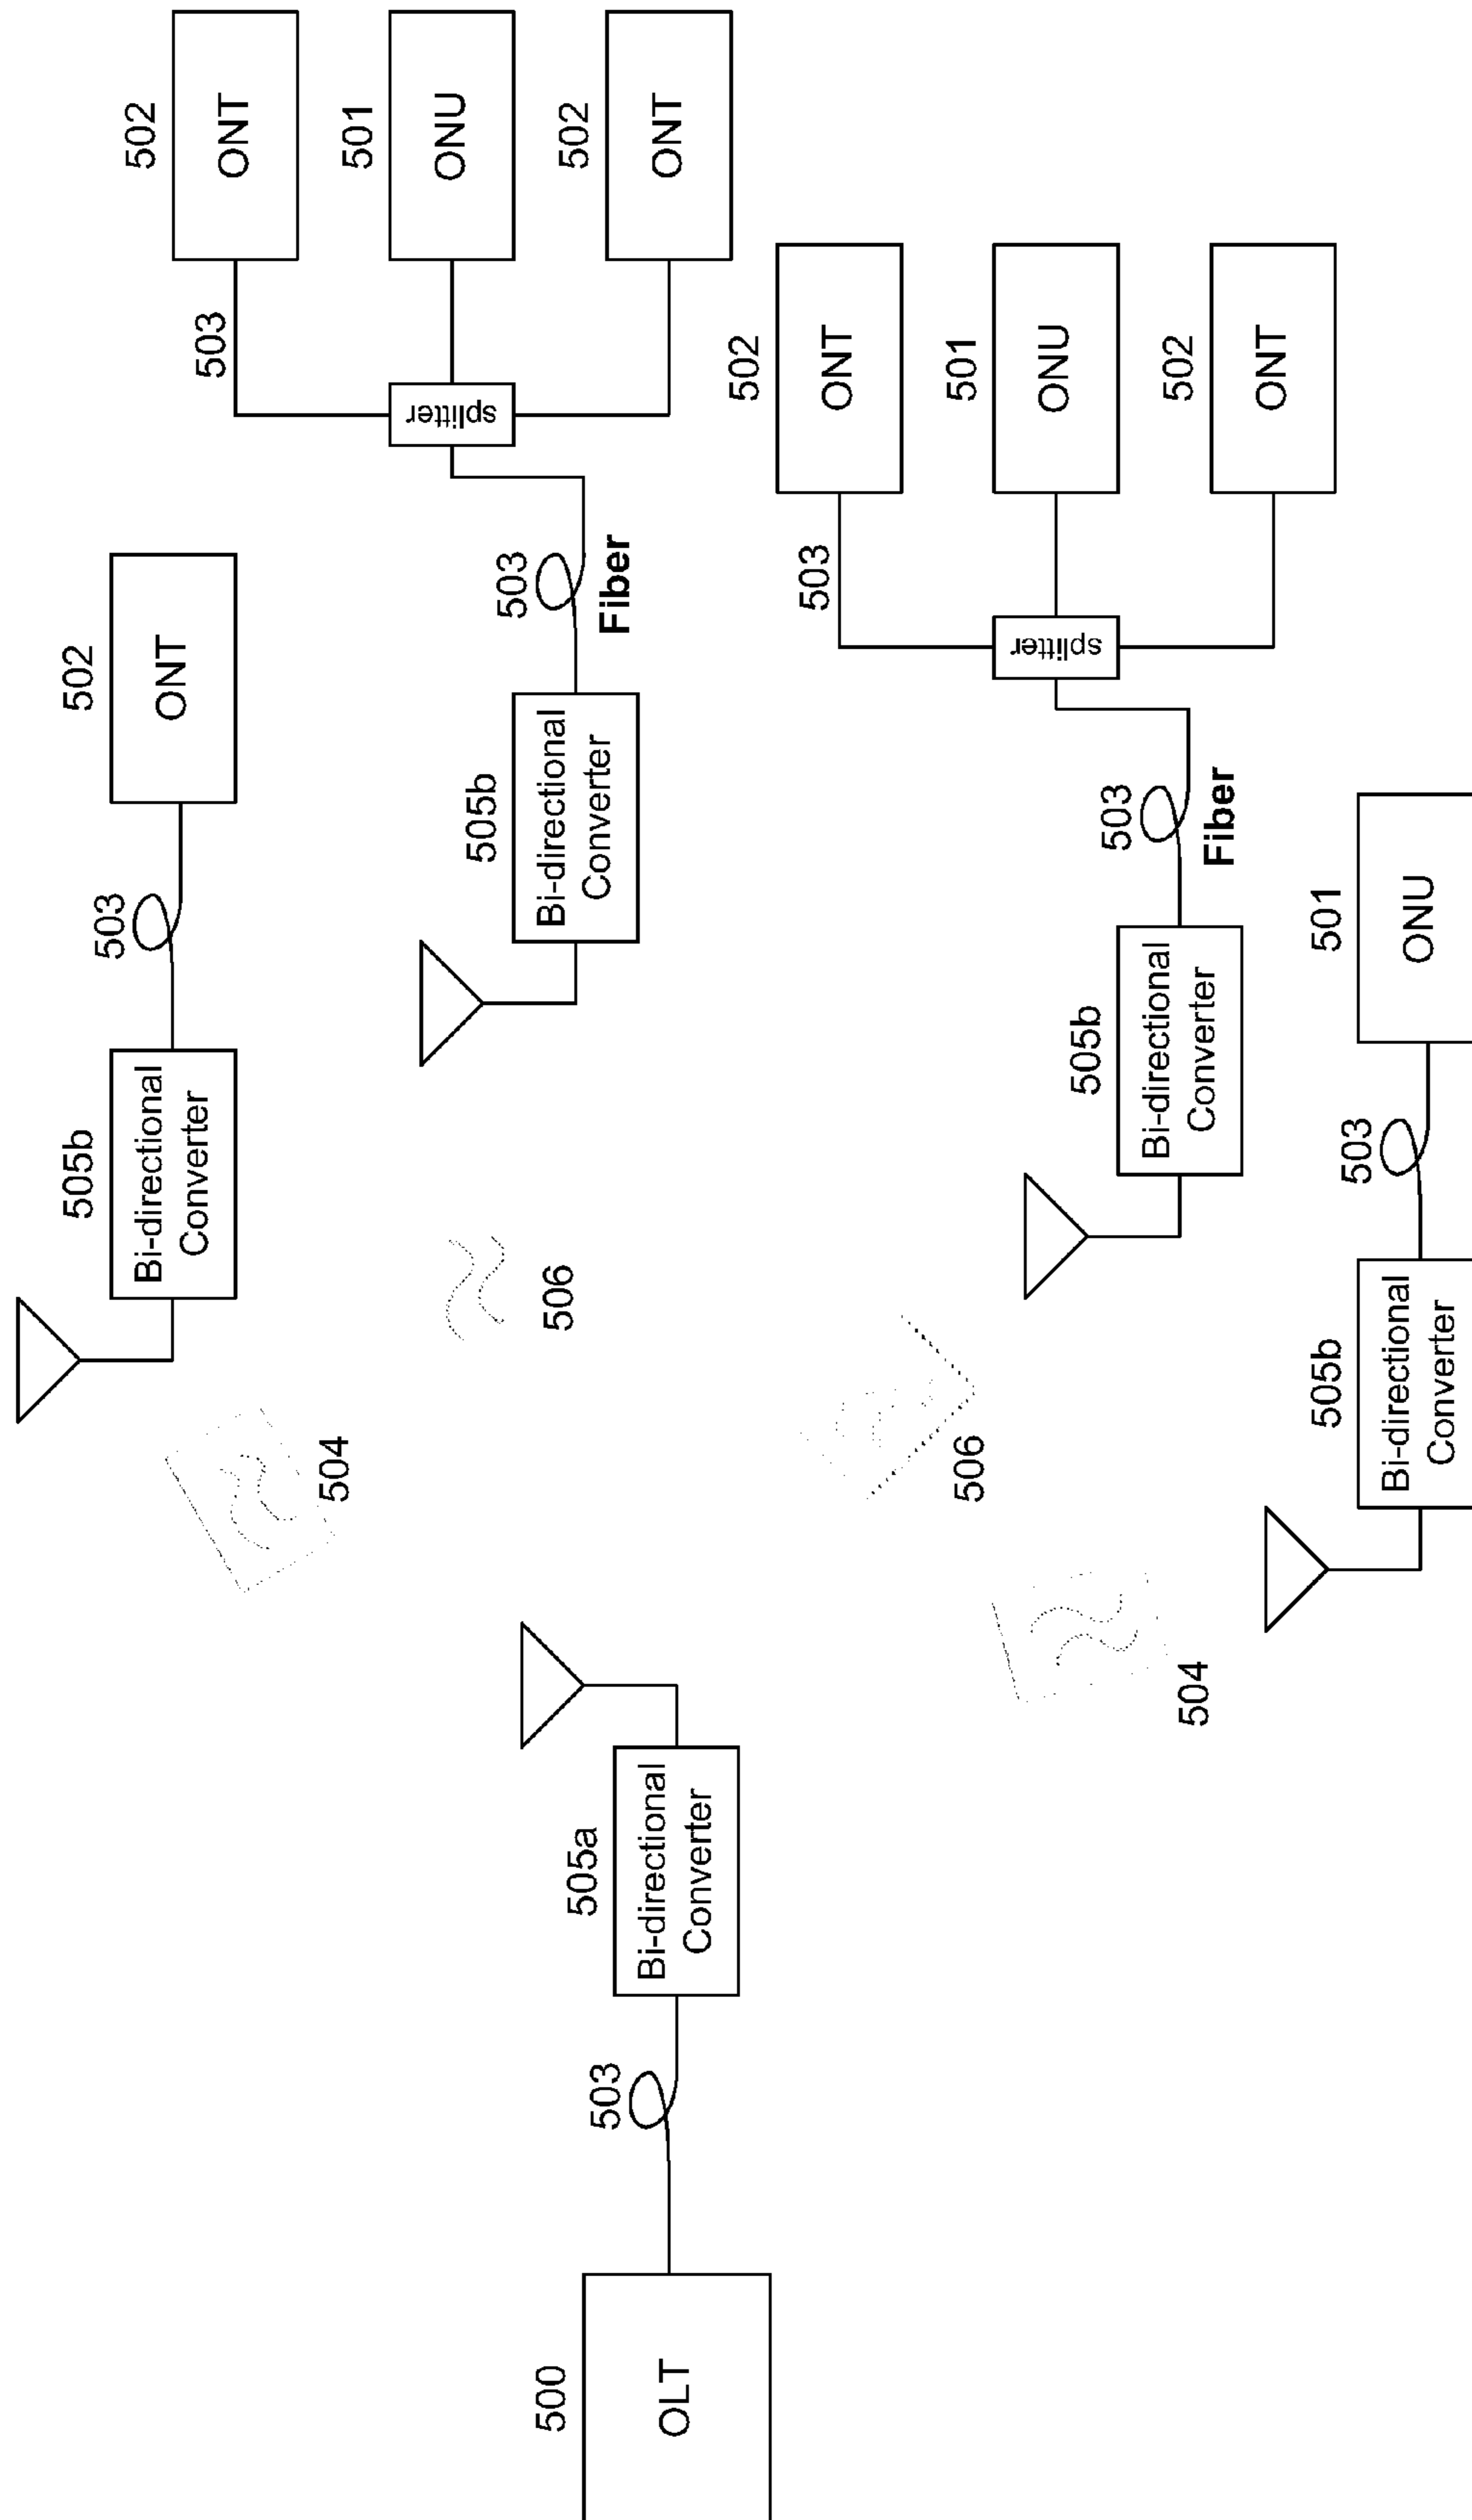 505b
Bi-directional
Converter
503
502
ONT
504
502
ONT
503
501
ONU
splitter
502
ONT
505b
Bi-directional
Converter
503
Fiber
506
500
OLT
503
505a
Bi-directional
Converter
502
ONT
503
501
ONU
splitter
502
ONT
506
505b
Bi-directional
Converter
503
Fiber
504
505b
Bi-directional
Converter
503
501
ONU